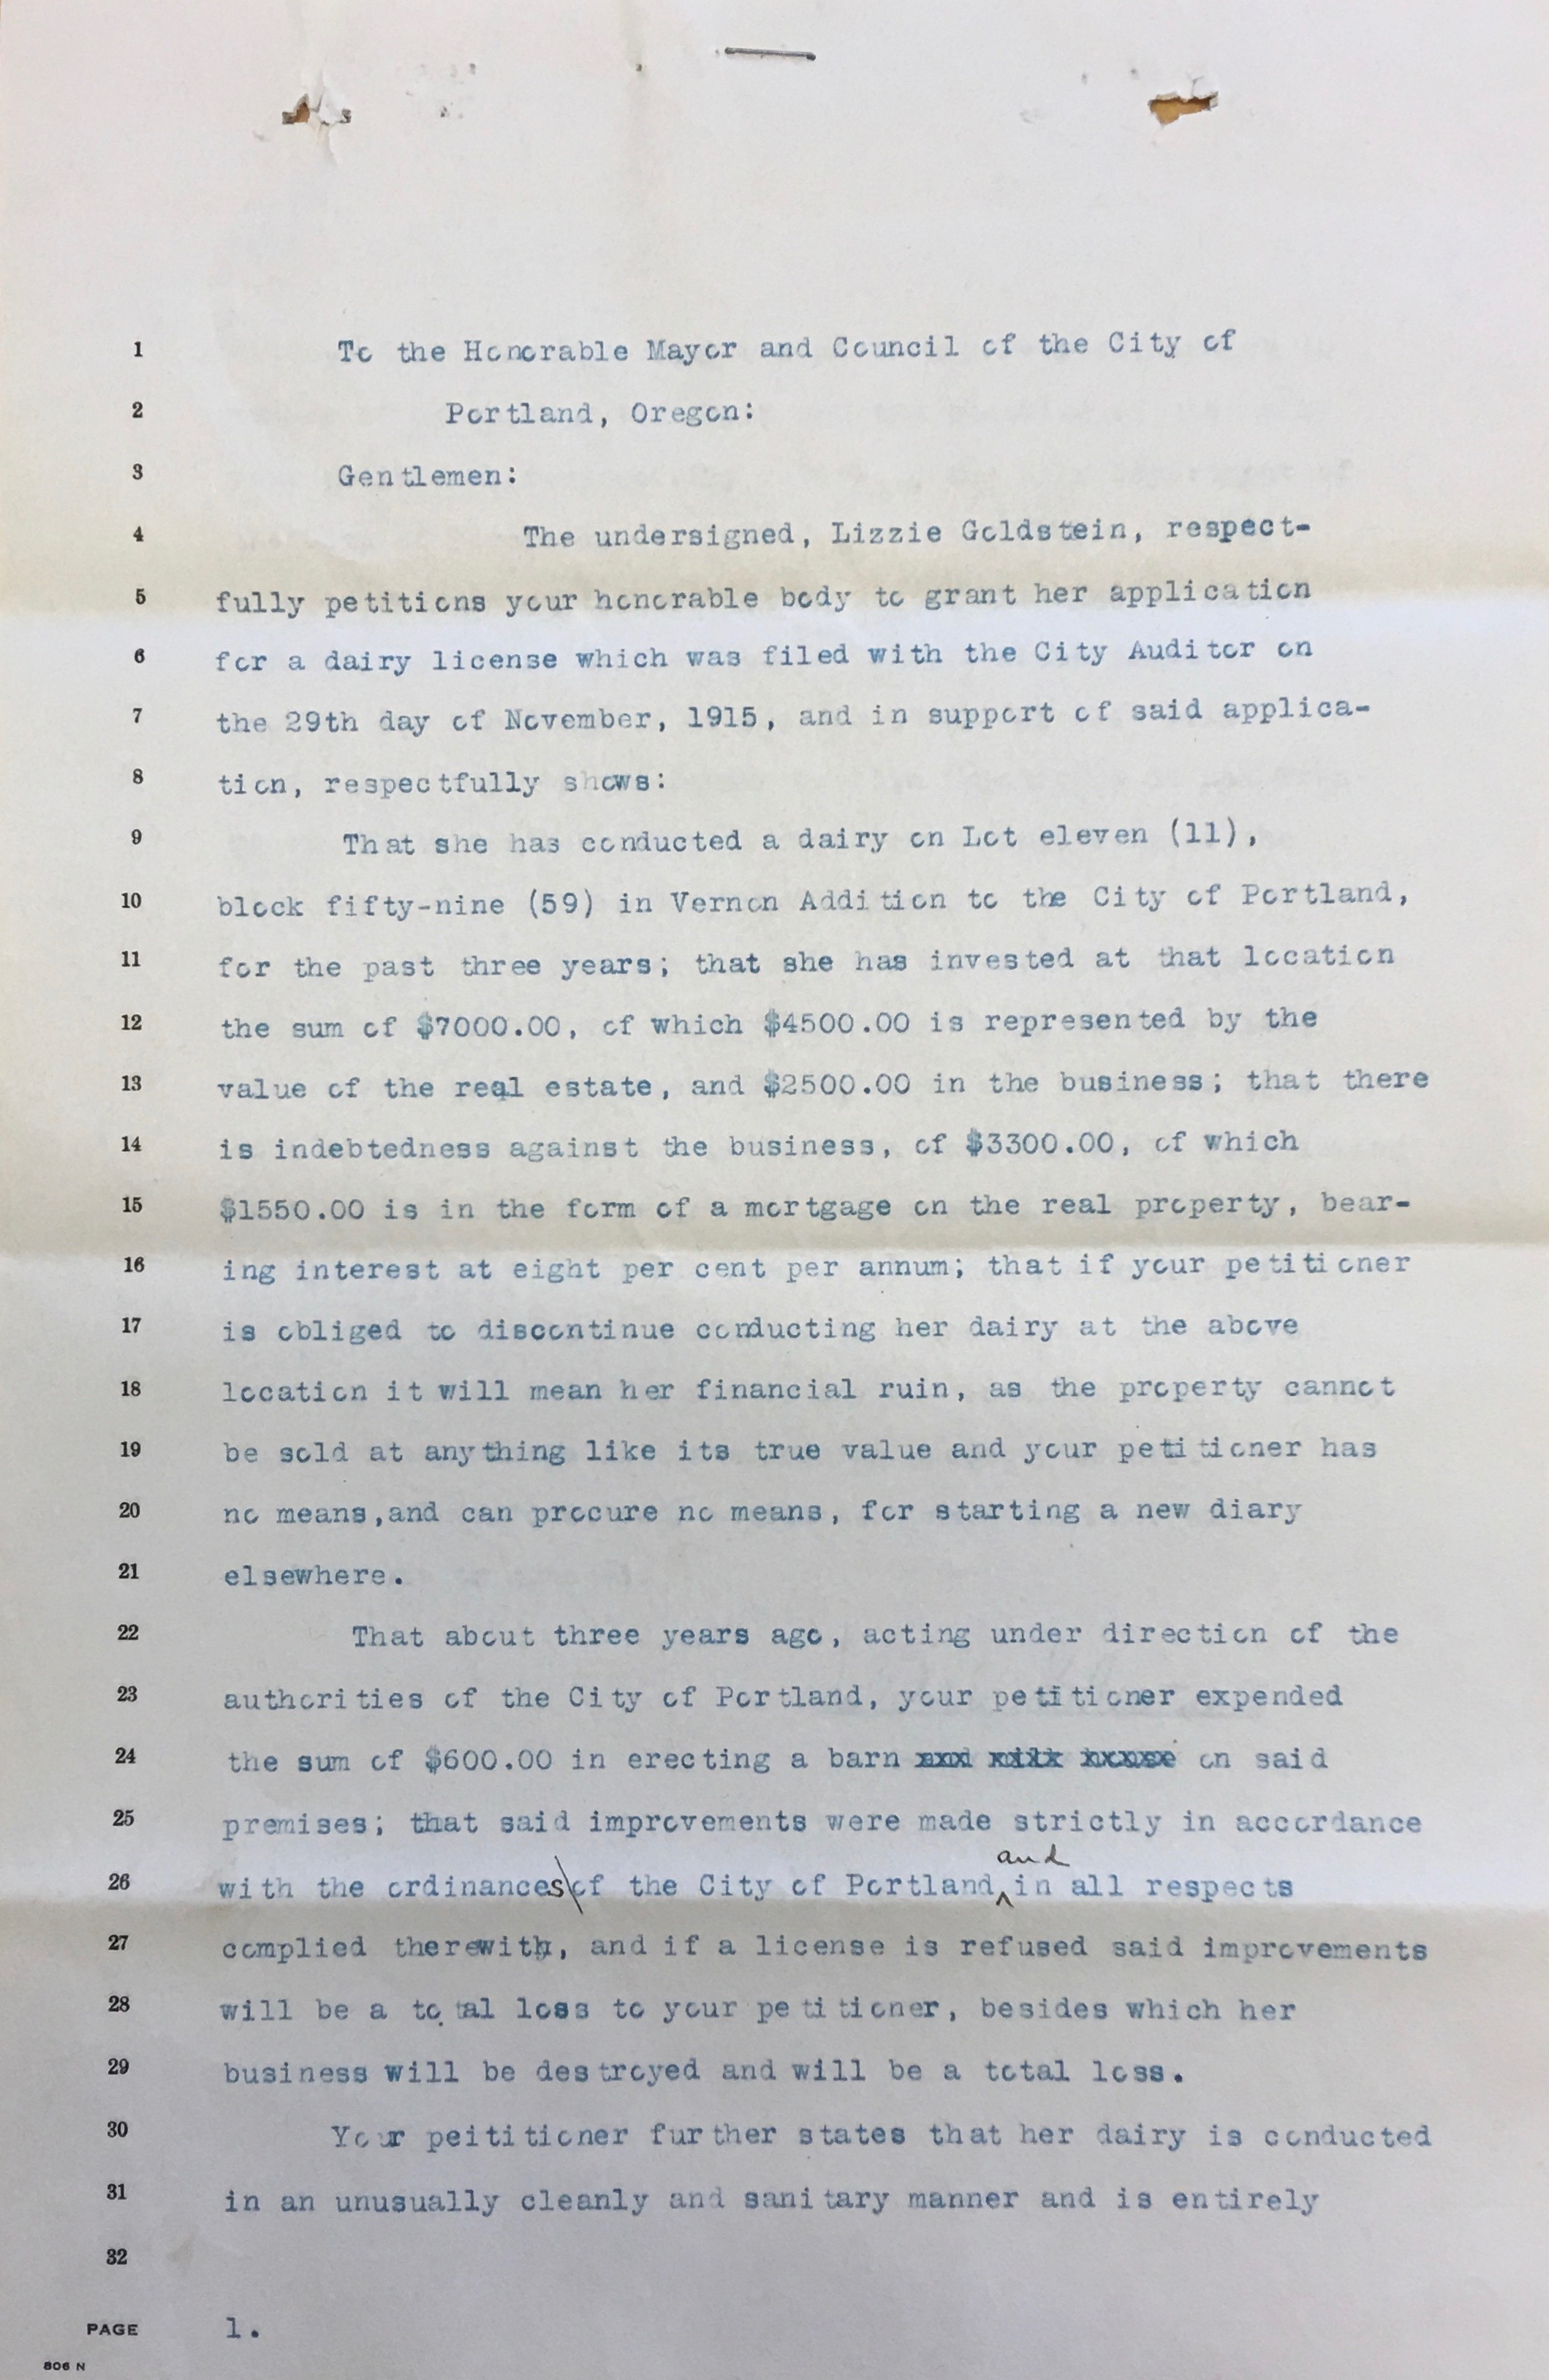 1 To the Honorable Mayor and Council of the City of
2 Portland, Oregon:
3 Gentlemen:
4 The undersigned, Lizzie Goldstein, respect-
5 fully petitions your honorable body to grant her application
6 for a dairy license which was filed with the City Auditor on
7 the 29th day of November, 1915, and in support of said applica-
8 tion, respectfully shows:
9 That she has conducted a dairy on Lot eleven (11),
10 block fifty-nine (59) in Vernon Addition to the City of Portland,
11 for the past three years; that she has invested at that location
12 the sum of $7000.00, of which $4500.00 is represented by the
13 value of the real estate, and $2500.00 in the business; that there
14 is indebtedness against the business, of $3300.00, of which
15 $1550.00 is in the form of a mortgage on the real property, bear-
16 ing interest at eight per cent per annum; that if your petitioner
17 is obliged to discontinue conducting her dairy at the above
18 location it will mean her financial ruin, as the property cannot
19 be sold at anything like its true value and your petitioner has
20 no means,and can procure no means, for starting a new diary
21 elsewhere.
22 That about three years ago, acting under direction of the
23 authorities of the City of Portland, your petitioner expended
24 the sum of $600.00 in erecting a barn and milk house on said
25 premises; that said improvements were made strictly in accordance
26 with the ordinances of the City of Portland and in all respects
27 complied therewith, and if a license is refused said improvements
28 will be a total loss to your petitioner, besides which her
29 business will be destroyed and will be a total loss.
30 Your peititioner further states that her dairy is conducted
31 in an unusually cleanly and sanitary manner and is entirely
32
PAGE 1.
806 N